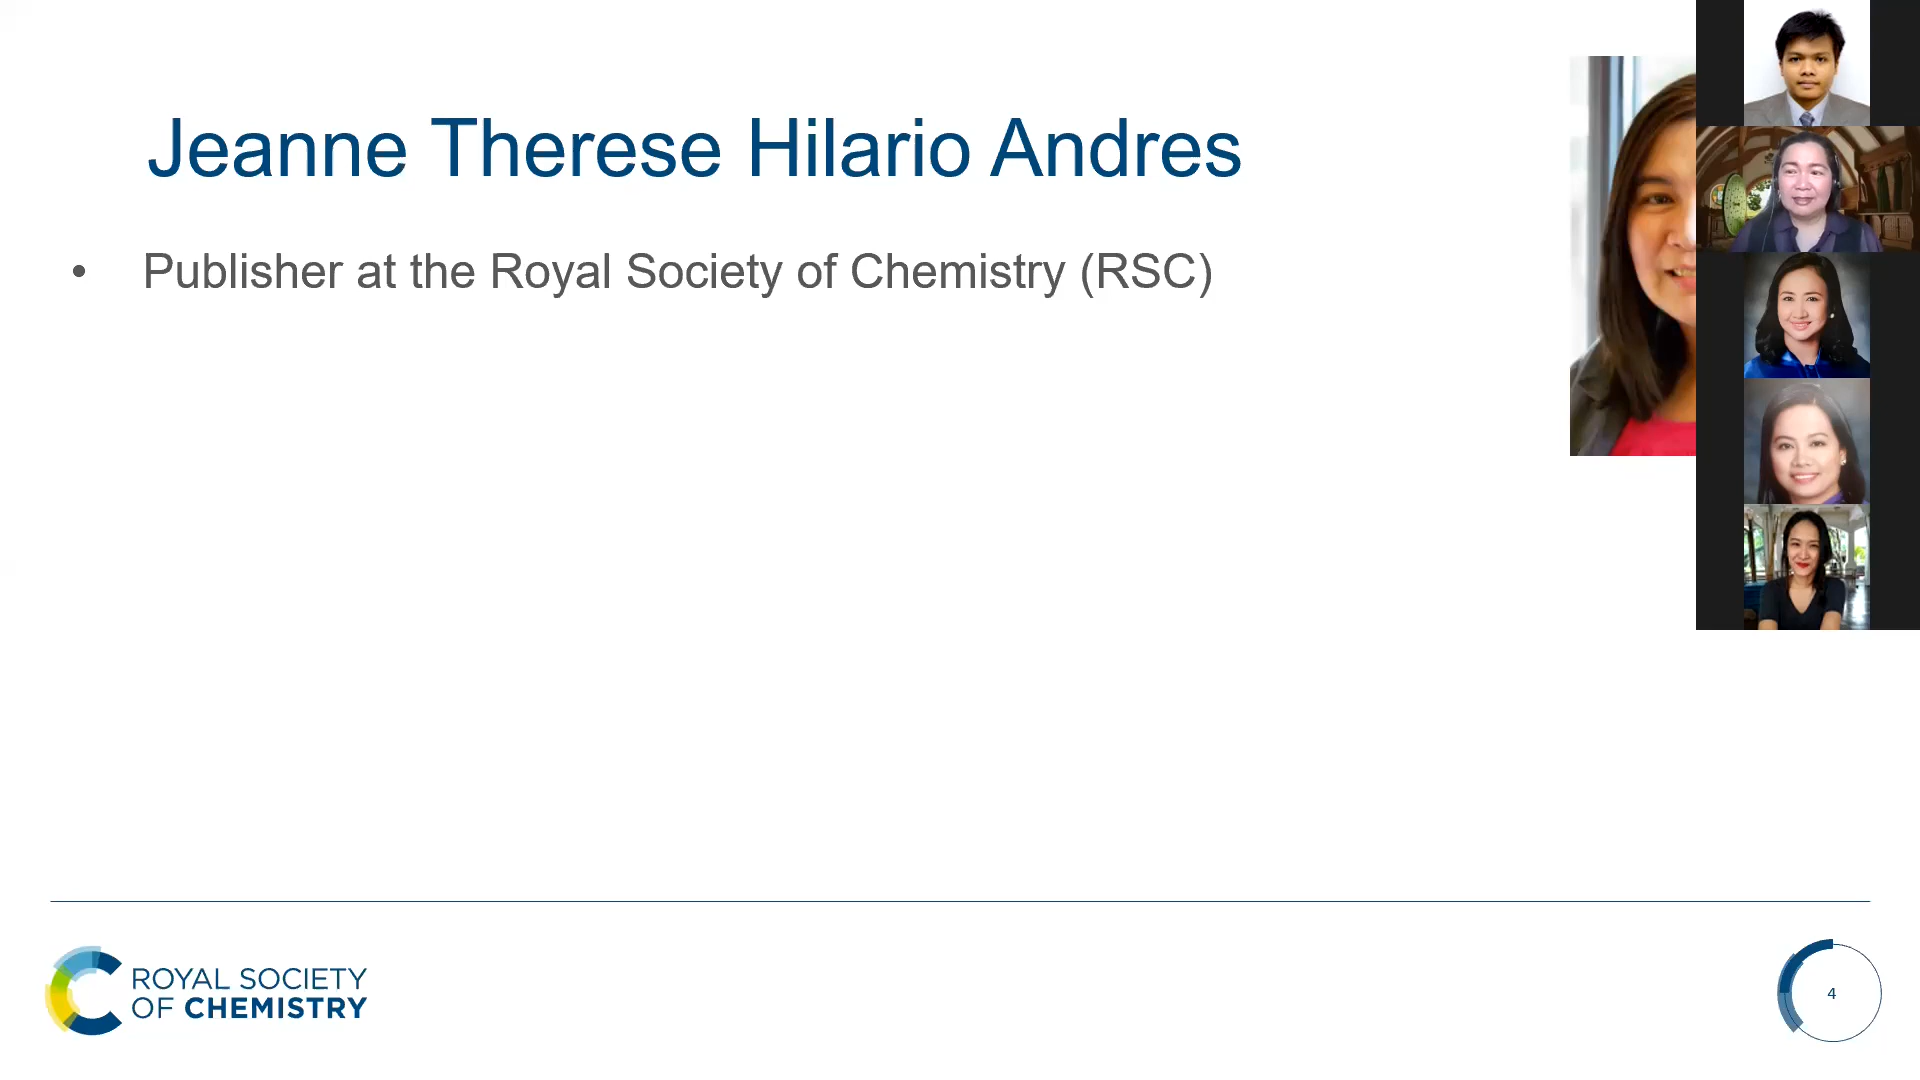 Jeanne Therese Hilario Andres
• Publisher at the Royal Society of Chemistry (RSC)
ROYAL SOCIETY
OF CHEMISTRY
4